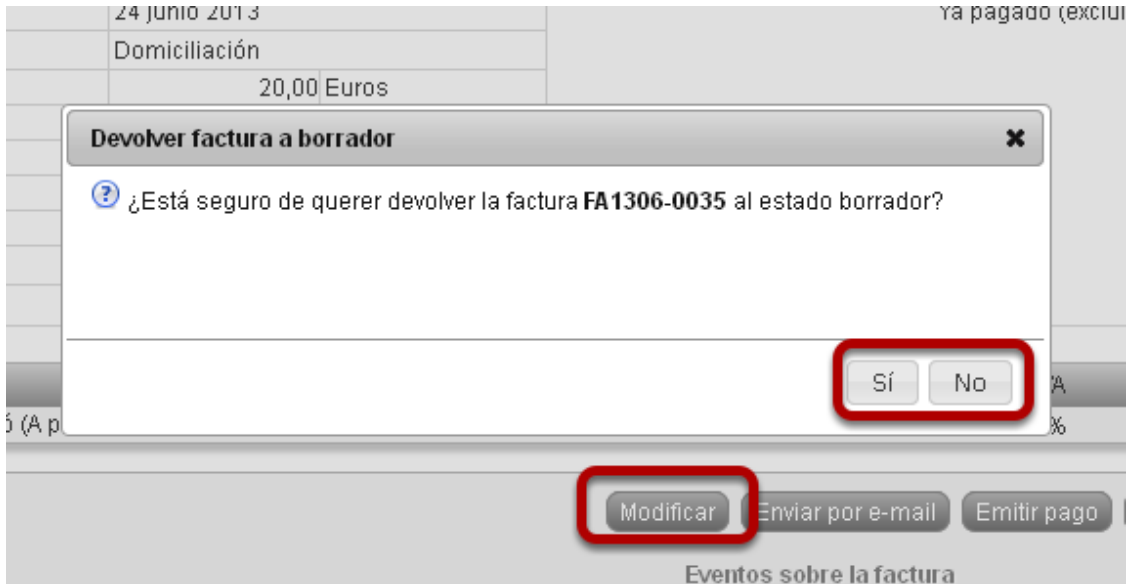 24 junio 2013
Ya pagado (exclui
Domiciliación
20,00 Euros
Devolver factura a borrador
¿Está seguro de querer devolver la factura FA1306-0035 al estado borrador?
Sí No
ó (A p
%
Modificar Enviar por e-mail Emitir pago
Eventos sobre la factura